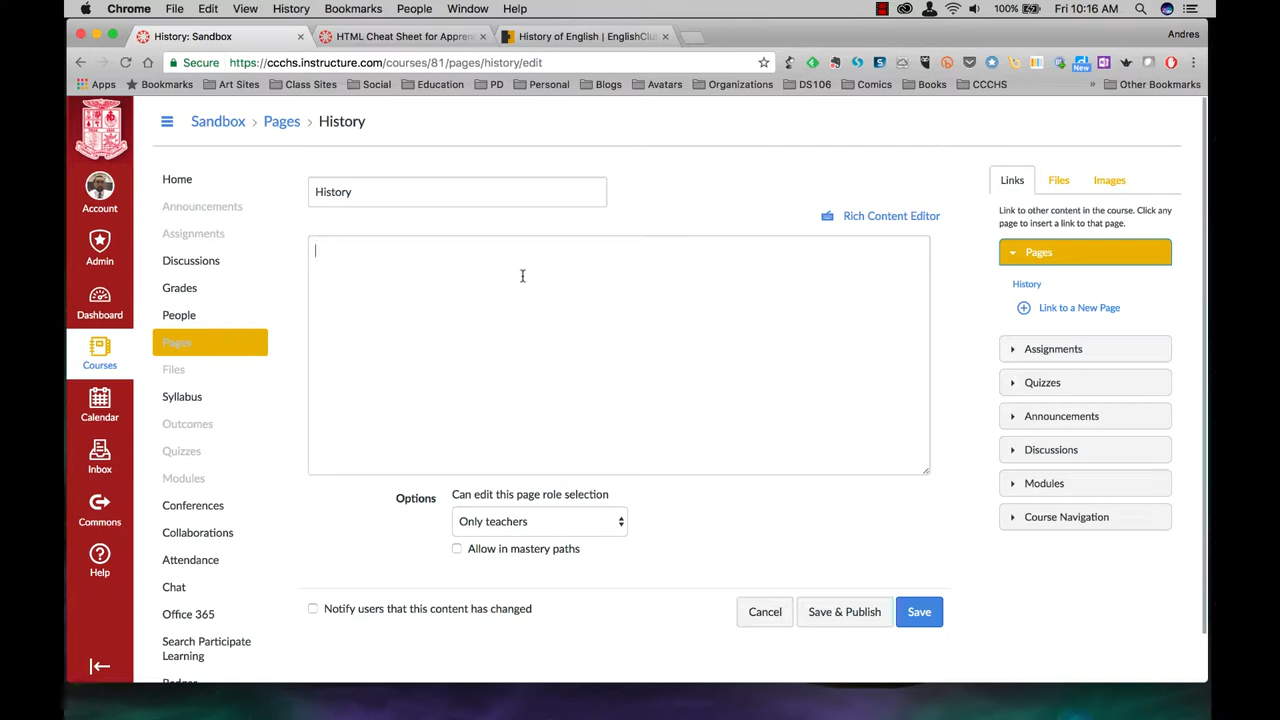 Chrome File Edit View History Bookmarks People Window Help 100% Fri 10:16 AM
History: Sandbox HTML Cheat Sheet for Appren History of English | EnglishClu Andres
Secure https://ccchs.instructure.com/courses/81/pages/history/edit New
Apps Bookmarks Art Sites Class Sites Social Education PD Personal Blogs Avatars Organizations DS106 Comics Books CCCHS » Other Bookmarks
Sandbox > Pages > History
Account
Admin
Dashboard
Courses
Calendar
Inbox
Commons
Help
Home
Announcements
Assignments
Discussions
Grades
People
Pages
Files
Syllabus
Outcomes
Quizzes
Modules
Conferences
Collaborations
Attendance
Chat
Office 365
Search Participate
Learning
History
Rich Content Editor
Options
Can edit this page role selection
Only teachers
Allow in mastery paths
Notify users that this content has changed
Cancel Save & Publish Save
Links Files Images
Link to other content in the course. Click any
page to insert a link to that page.
Pages
History
Link to a New Page
Assignments
Quizzes
Announcements
Discussions
Modules
Course Navigation